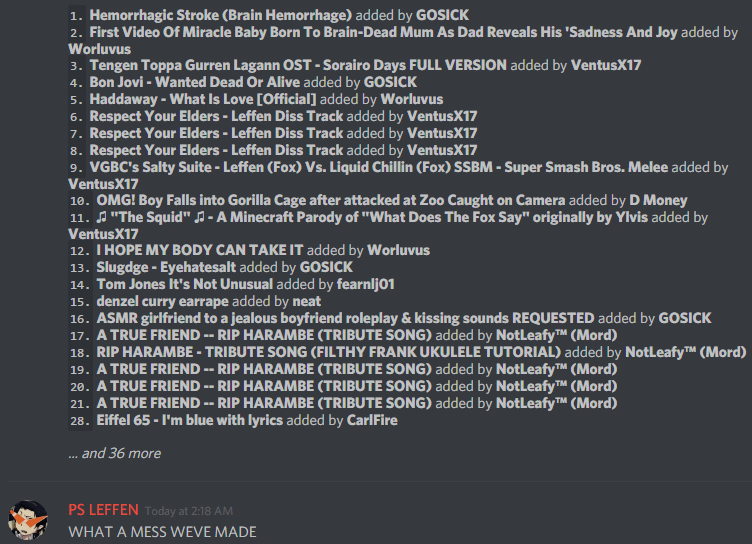 1. Hemorrhagic Stroke (Brain Hemorrhage) added by GOSICK
2. First Video Of Miracle Baby Born To Brain-Dead Mum As Dad Reveals His 'Sadness And Joy added by
Worluvus
3. Tengen Toppa Gurren Lagann OST - Sorairo Days FULL VERSION added by VentusX17
4. Bon Jovi - Wanted Dead Or Alive added by GOSICK
5. Haddaway - What Is Love [Official] added by Worluvus
6. Respect Your Elders - Leffen Diss Track added by VentusX17
7. Respect Your Elders - Leffen Diss Track added by VentusX17
8. Respect Your Elders - Leffen Diss Track added by VentusX17
9. VGBC's Salty Suite - Leffen (Fox) Vs. Liquid Chillin (Fox) SSBM - Super Smash Bros. Melee added by
VentusX17
10. OMG! Boy Falls into Gorilla Cage after attacked at Zoo Caught on Camera added by D Money
11. ♫ "The Squid" ♫ - A Minecraft Parody of "What Does The Fox Say" originally by Ylvis added by
VentusX17
12. I HOPE MY BODY CAN TAKE IT added by Worluvus
13. Slugdge - Eyehatesalt added by GOSICK
14. Tom Jones It's Not Unusual added by fearnlj01
15. denzel curry earrape added by neat
16. ASMR girlfriend to a jealous boyfriend roleplay & kissing sounds REQUESTED added by GOSICK
17. A TRUE FRIEND -- RIP HARAMBE (TRIBUTE SONG) added by NotLeafy™ (Mord)
18. RIP HARAMBE - TRIBUTE SONG (FILTHY FRANK UKULELE TUTORIAL) added by NotLeafy™ (Mord)
19. A TRUE FRIEND -- RIP HARAMBE (TRIBUTE SONG) added by NotLeafy™ (Mord)
20. A TRUE FRIEND -- RIP HARAMBE (TRIBUTE SONG) added by NotLeafy™ (Mord)
21. A TRUE FRIEND -- RIP HARAMBE (TRIBUTE SONG) added by NotLeafy™ (Mord)
28. Eiffel 65 - I'm blue with lyrics added by CarlFire
... and 36 more
PS LEFFEN Today at 2:18 AM
WHAT A MESS WEVE MADE